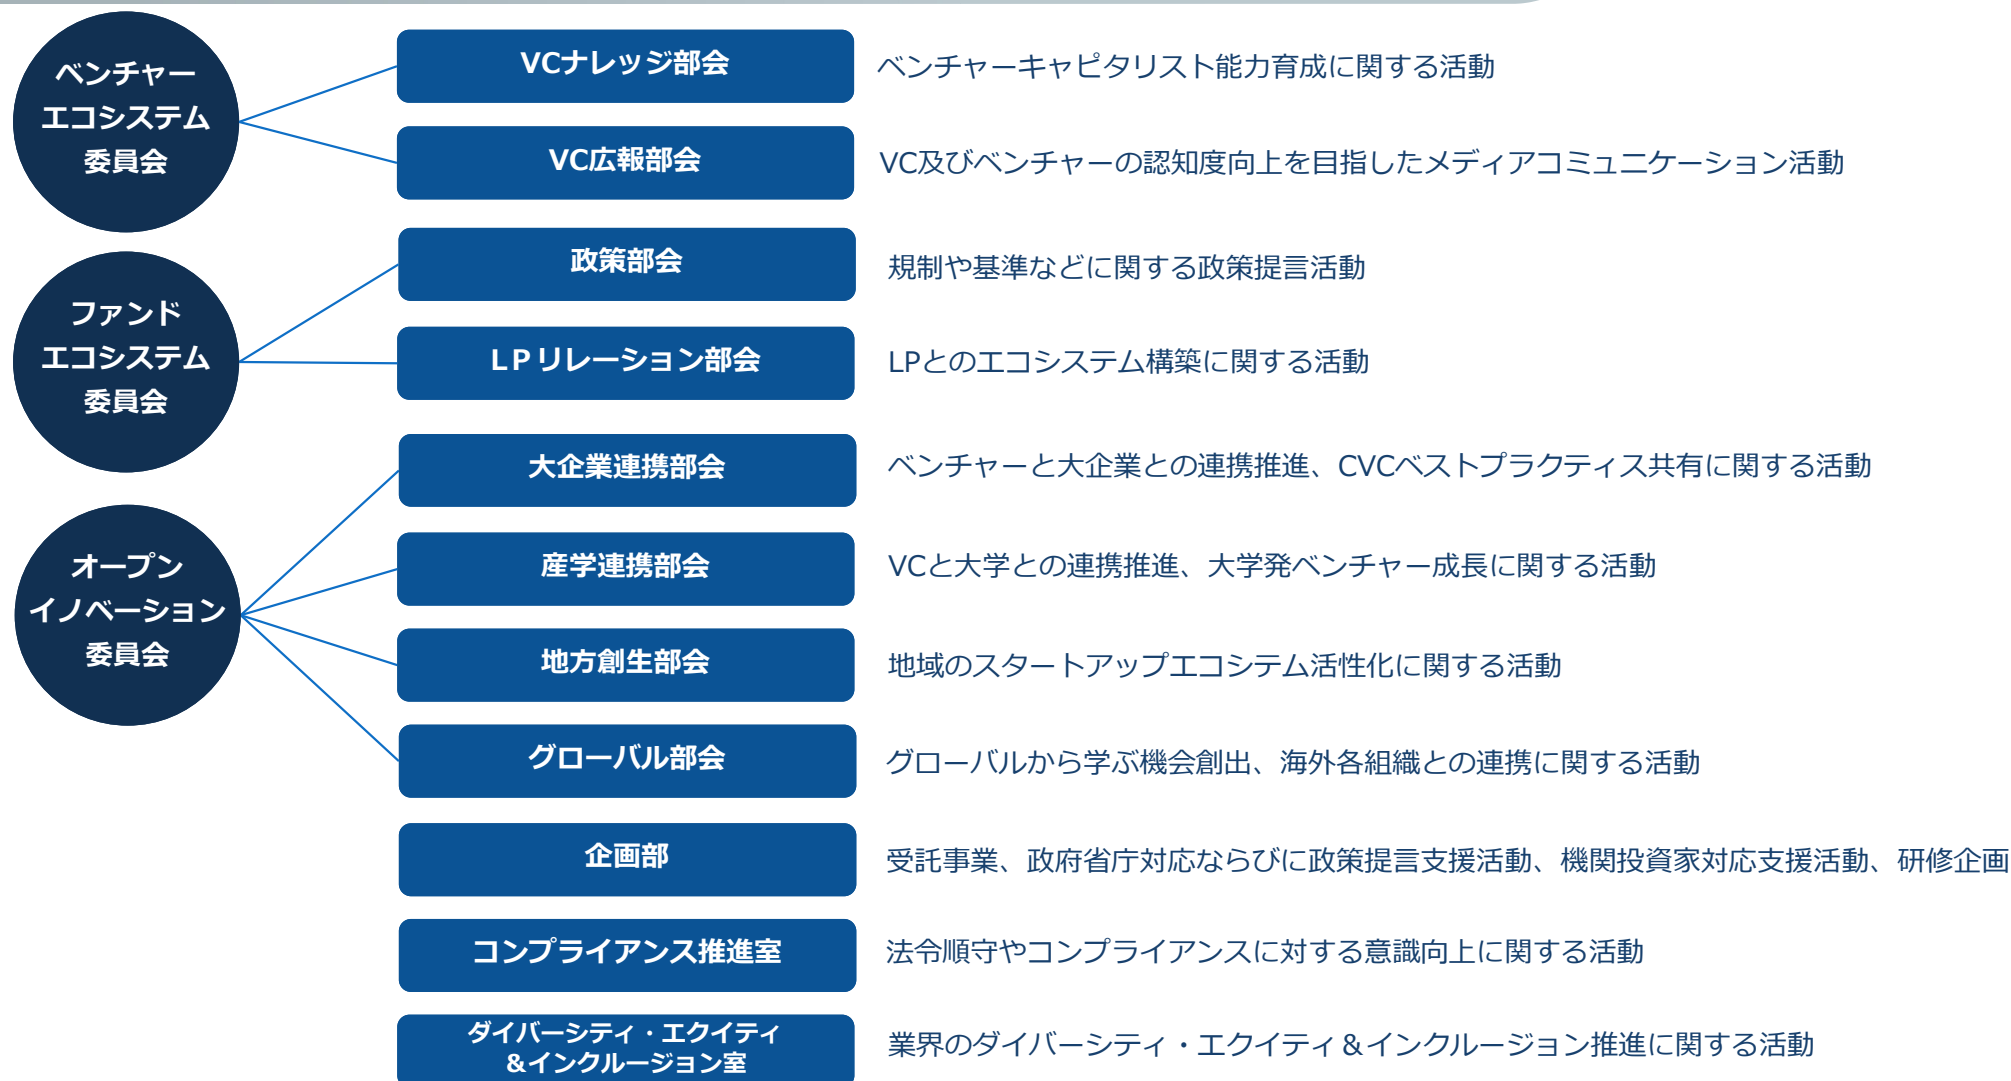 ベンチャー
エコシステム
委員会
VCナレッジ部会
ベンチャーキャピタリスト能力育成に関する活動
VC広報部会
VC及びベンチャーの認知度向上を目指したメディアコミュニケーション活動
ファンド
エコシステム
委員会
政策部会
規制や基準などに関する政策提言活動
LPリレーション部会
LPとのエコシステム構築に関する活動
オープン
イノベーション
委員会
大企業連携部会
ベンチャーと大企業との連携推進、CVCベストプラクティス共有に関する活動
産学連携部会
VCと大学との連携推進、大学発ベンチャー成長に関する活動
地方創生部会
地域のスタートアップエコシテム活性化に関する活動
グローバル部会
グローバルから学ぶ機会創出、海外各組織との連携に関する活動
企画部
受託事業、政府省庁対応ならびに政策提言支援活動、機関投資家対応支援活動、研修企画
コンプライアンス推進室
法令順守やコンプライアンスに対する意識向上に関する活動
ダイバーシティ・エクイティ
&インクルージョン室
業界のダイバーシティ・エクイティ&インクルージョン推進に関する活動